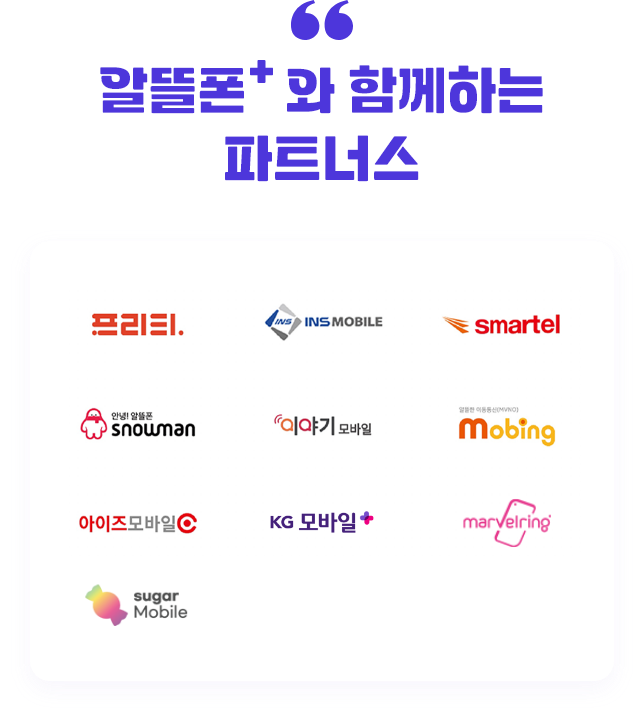 알뜰폰+ 와 함께하는
파트너스
프리티.
INS
INS MOBILE
smartel
안녕! 알뜰폰
snowman
이야기 모바일
알뜰한 이동통신(MVNO)
mobing
아이즈모바일
KG 모바일
marvelring
sugar
Mobile